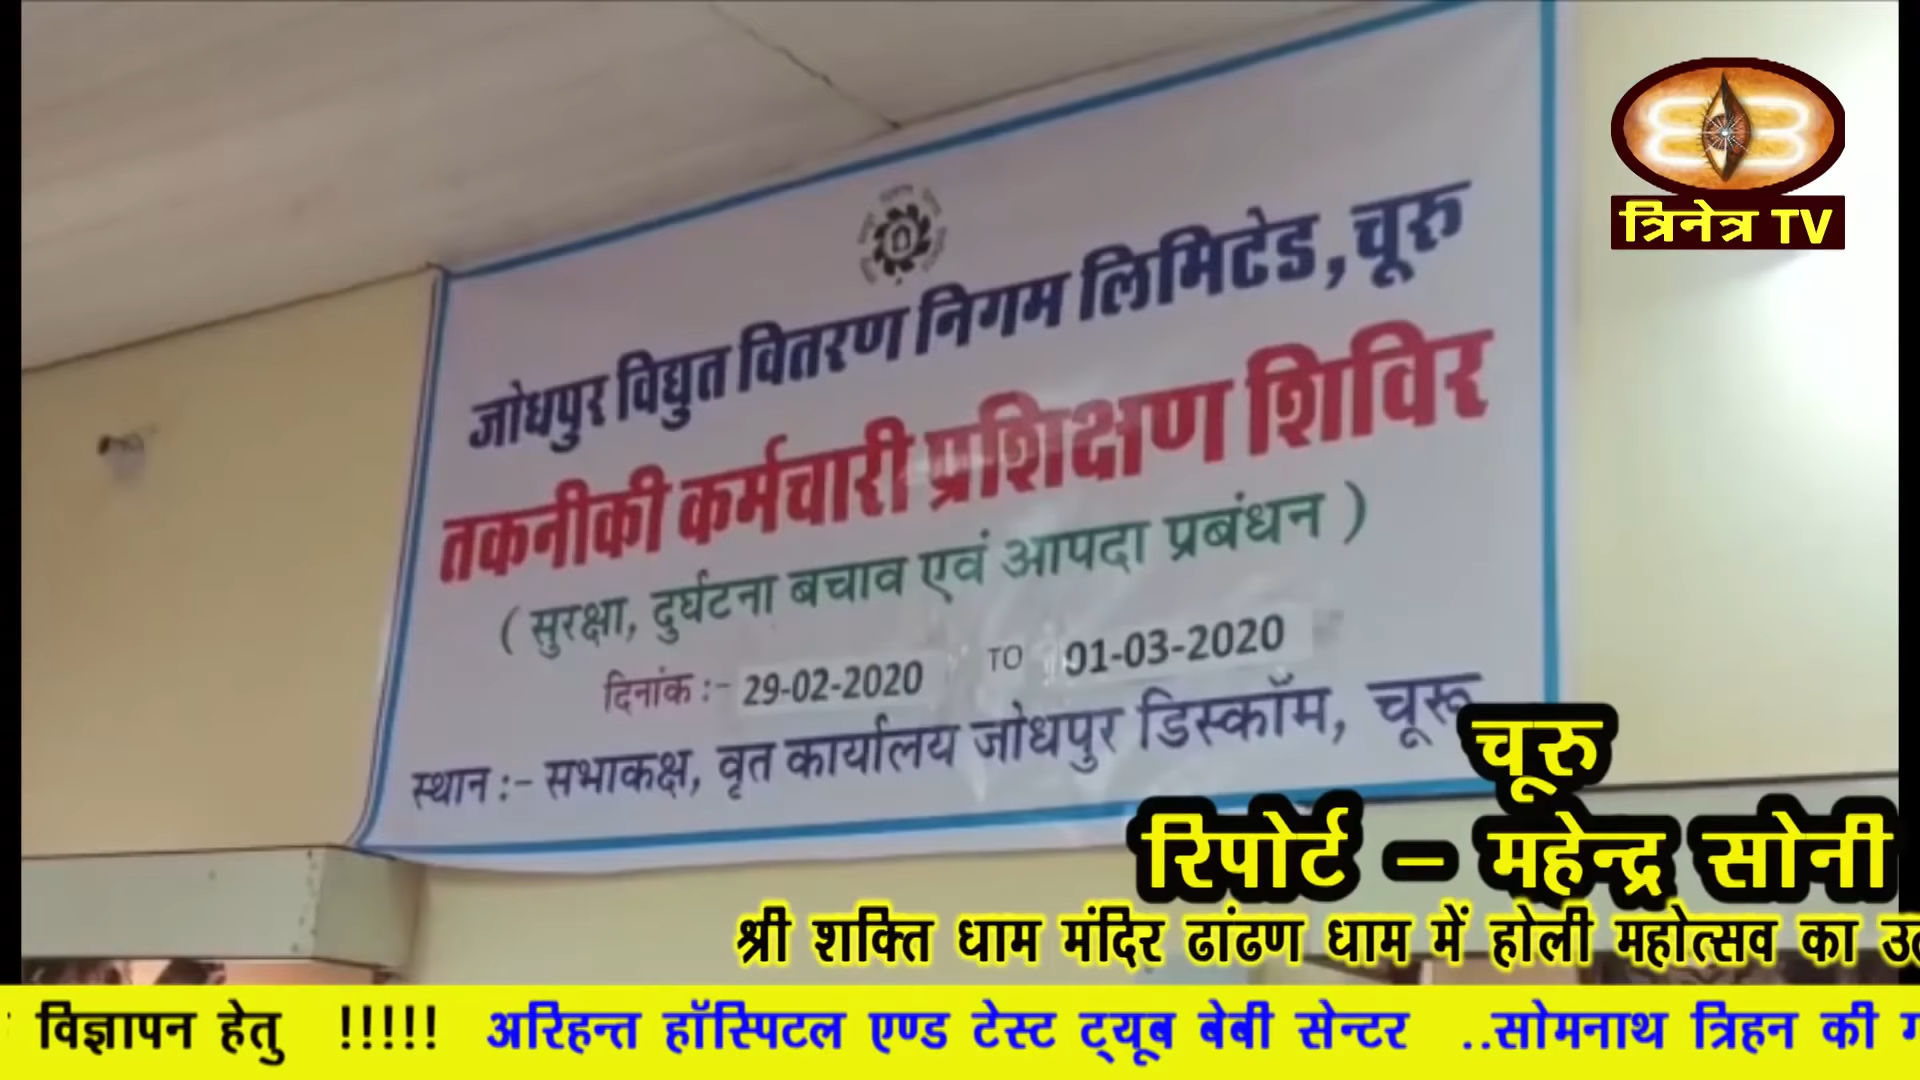 त्रिनेत्र TV
जोधपुर विद्युत वितरण निगम लिमिटेड, चूरु
तकनीकी कर्मचारी प्रशिक्षण शिविर
( सुरक्षा, दुर्घटना बचाव एवं आपदा प्रबंधन )
दिनांक :- 29-02-2020 TO 01-03-2020
स्थान :- सभाकक्ष, वृत कार्यालय जोधपुर डिस्कॉम, चूरू
चूरु
रिपोर्ट - महेन्द्र सोनी
श्री शक्ति धाम मंदिर ढांढण धाम में होली महोत्सव का
विज्ञापन हेतु !!!!! अरिहन्त हॉस्पिटल एण्ड टेस्ट ट्यूब बेबी सेन्टर ..सोमनाथ त्रिहन की